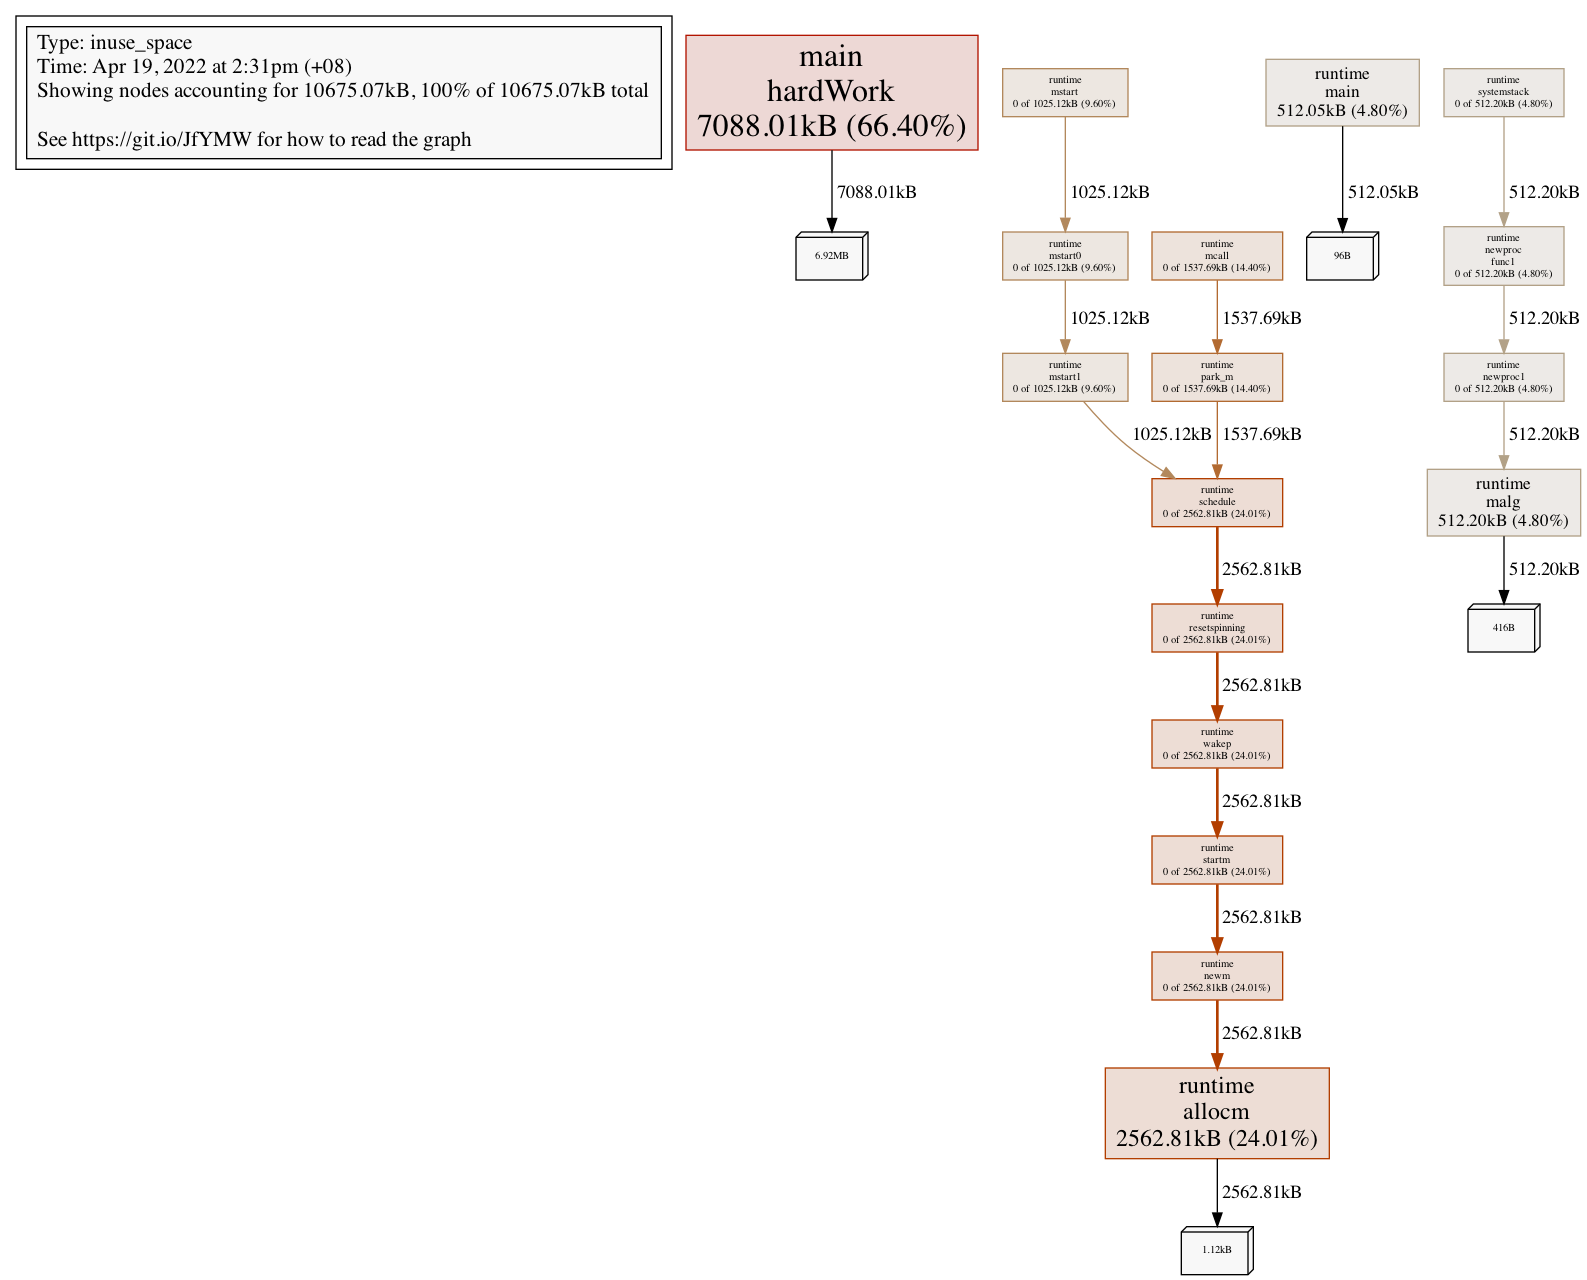 Type: inuse_space
Time: Apr 19, 2022 at 2:31pm (+08)
Showing nodes accounting for 10675.07kB, 100% of 10675.07kB total
See https://git.io/JfYMW for how to read the graph
main
hardWork
7088.01kB (66.40%)
runtime
mstart
0 of 1025.12kB (9.60%)
runtime
main
512.05kB (4.80%)
runtime
systemstack
0 of 512.20kB (4.80%)
7088.01kB
1025.12kB
512.05kB
512.20kB
6.92MB
runtime
mstart0
0 of 1025.12kB (9.60%)
runtime
mcall
0 of 1537.69kB (14.40%)
96B
runtime
newproc
func1
0 of 512.20kB (4.80%)
1025.12kB
1537.69kB
512.20kB
runtime
mstart1
0 of 1025.12kB (9.60%)
runtime
park_m
0 of 1537.69kB (14.40%)
runtime
newproc1
0 of 512.20kB (4.80%)
1025.12kB
1537.69kB
512.20kB
runtime
schedule
0 of 2562.81kB (24.01%)
runtime
malg
512.20kB (4.80%)
2562.81kB
512.20kB
runtime
resetspinning
0 of 2562.81kB (24.01%)
416B
2562.81kB
runtime
wakep
0 of 2562.81kB (24.01%)
2562.81kB
runtime
startm
0 of 2562.81kB (24.01%)
2562.81kB
runtime
newm
0 of 2562.81kB (24.01%)
2562.81kB
runtime
allocm
2562.81kB (24.01%)
2562.81kB
1.12kB